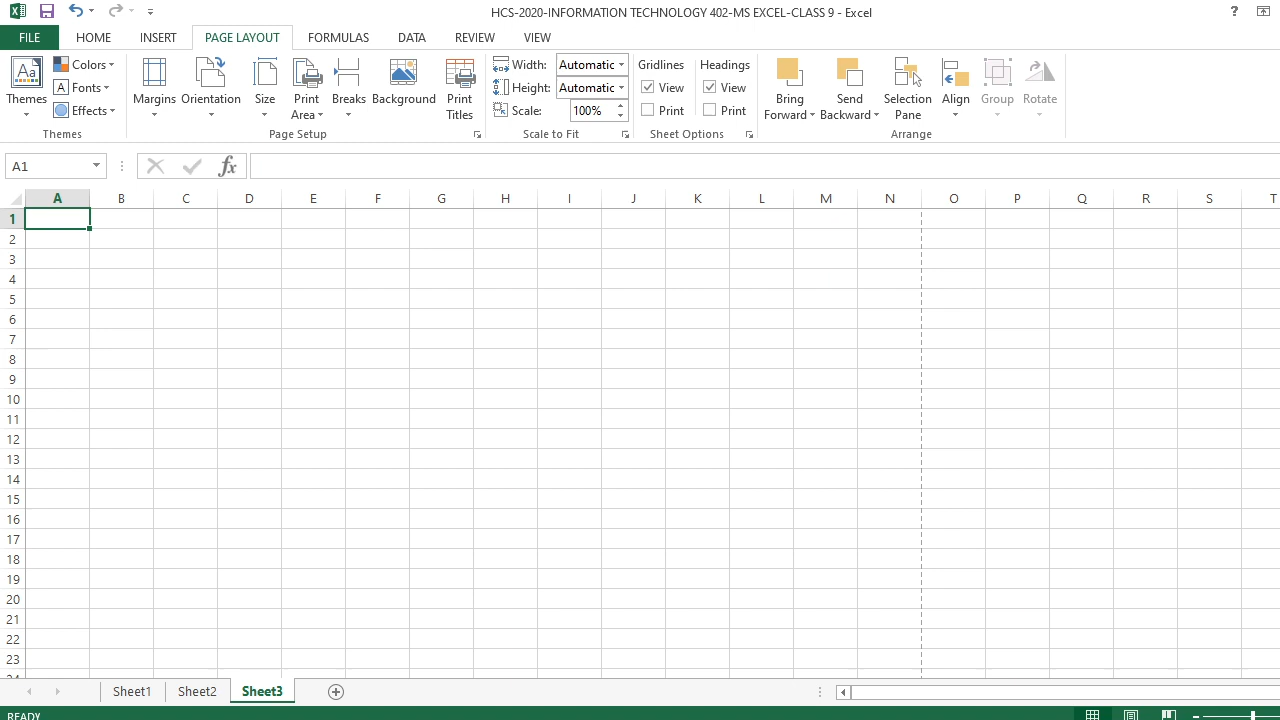 HCS-2020-INFORMATION TECHNOLOGY 402-MS EXCEL-CLASS 9 - Excel
?
FILE HOME INSERT PAGE LAYOUT FORMULAS DATA REVIEW VIEW
Aa Colors Width: Automatic Gridlines Headings
A Fonts Height: Automatic View View
Themes Effects Margins Orientation Size Print Area Breaks Background Print Titles Scale: 100% Print Print Bring Forward Send Backward Selection Pane Align Group Rotate
Themes Page Setup Scale to Fit Sheet Options Arrange
A1 fx
A B C D E F G H I J K L M N O P Q R S T
1
2
3
4
5
6
7
8
9
10
11
12
13
14
15
16
17
18
19
20
21
22
23
Sheet1 Sheet2 Sheet3
READY